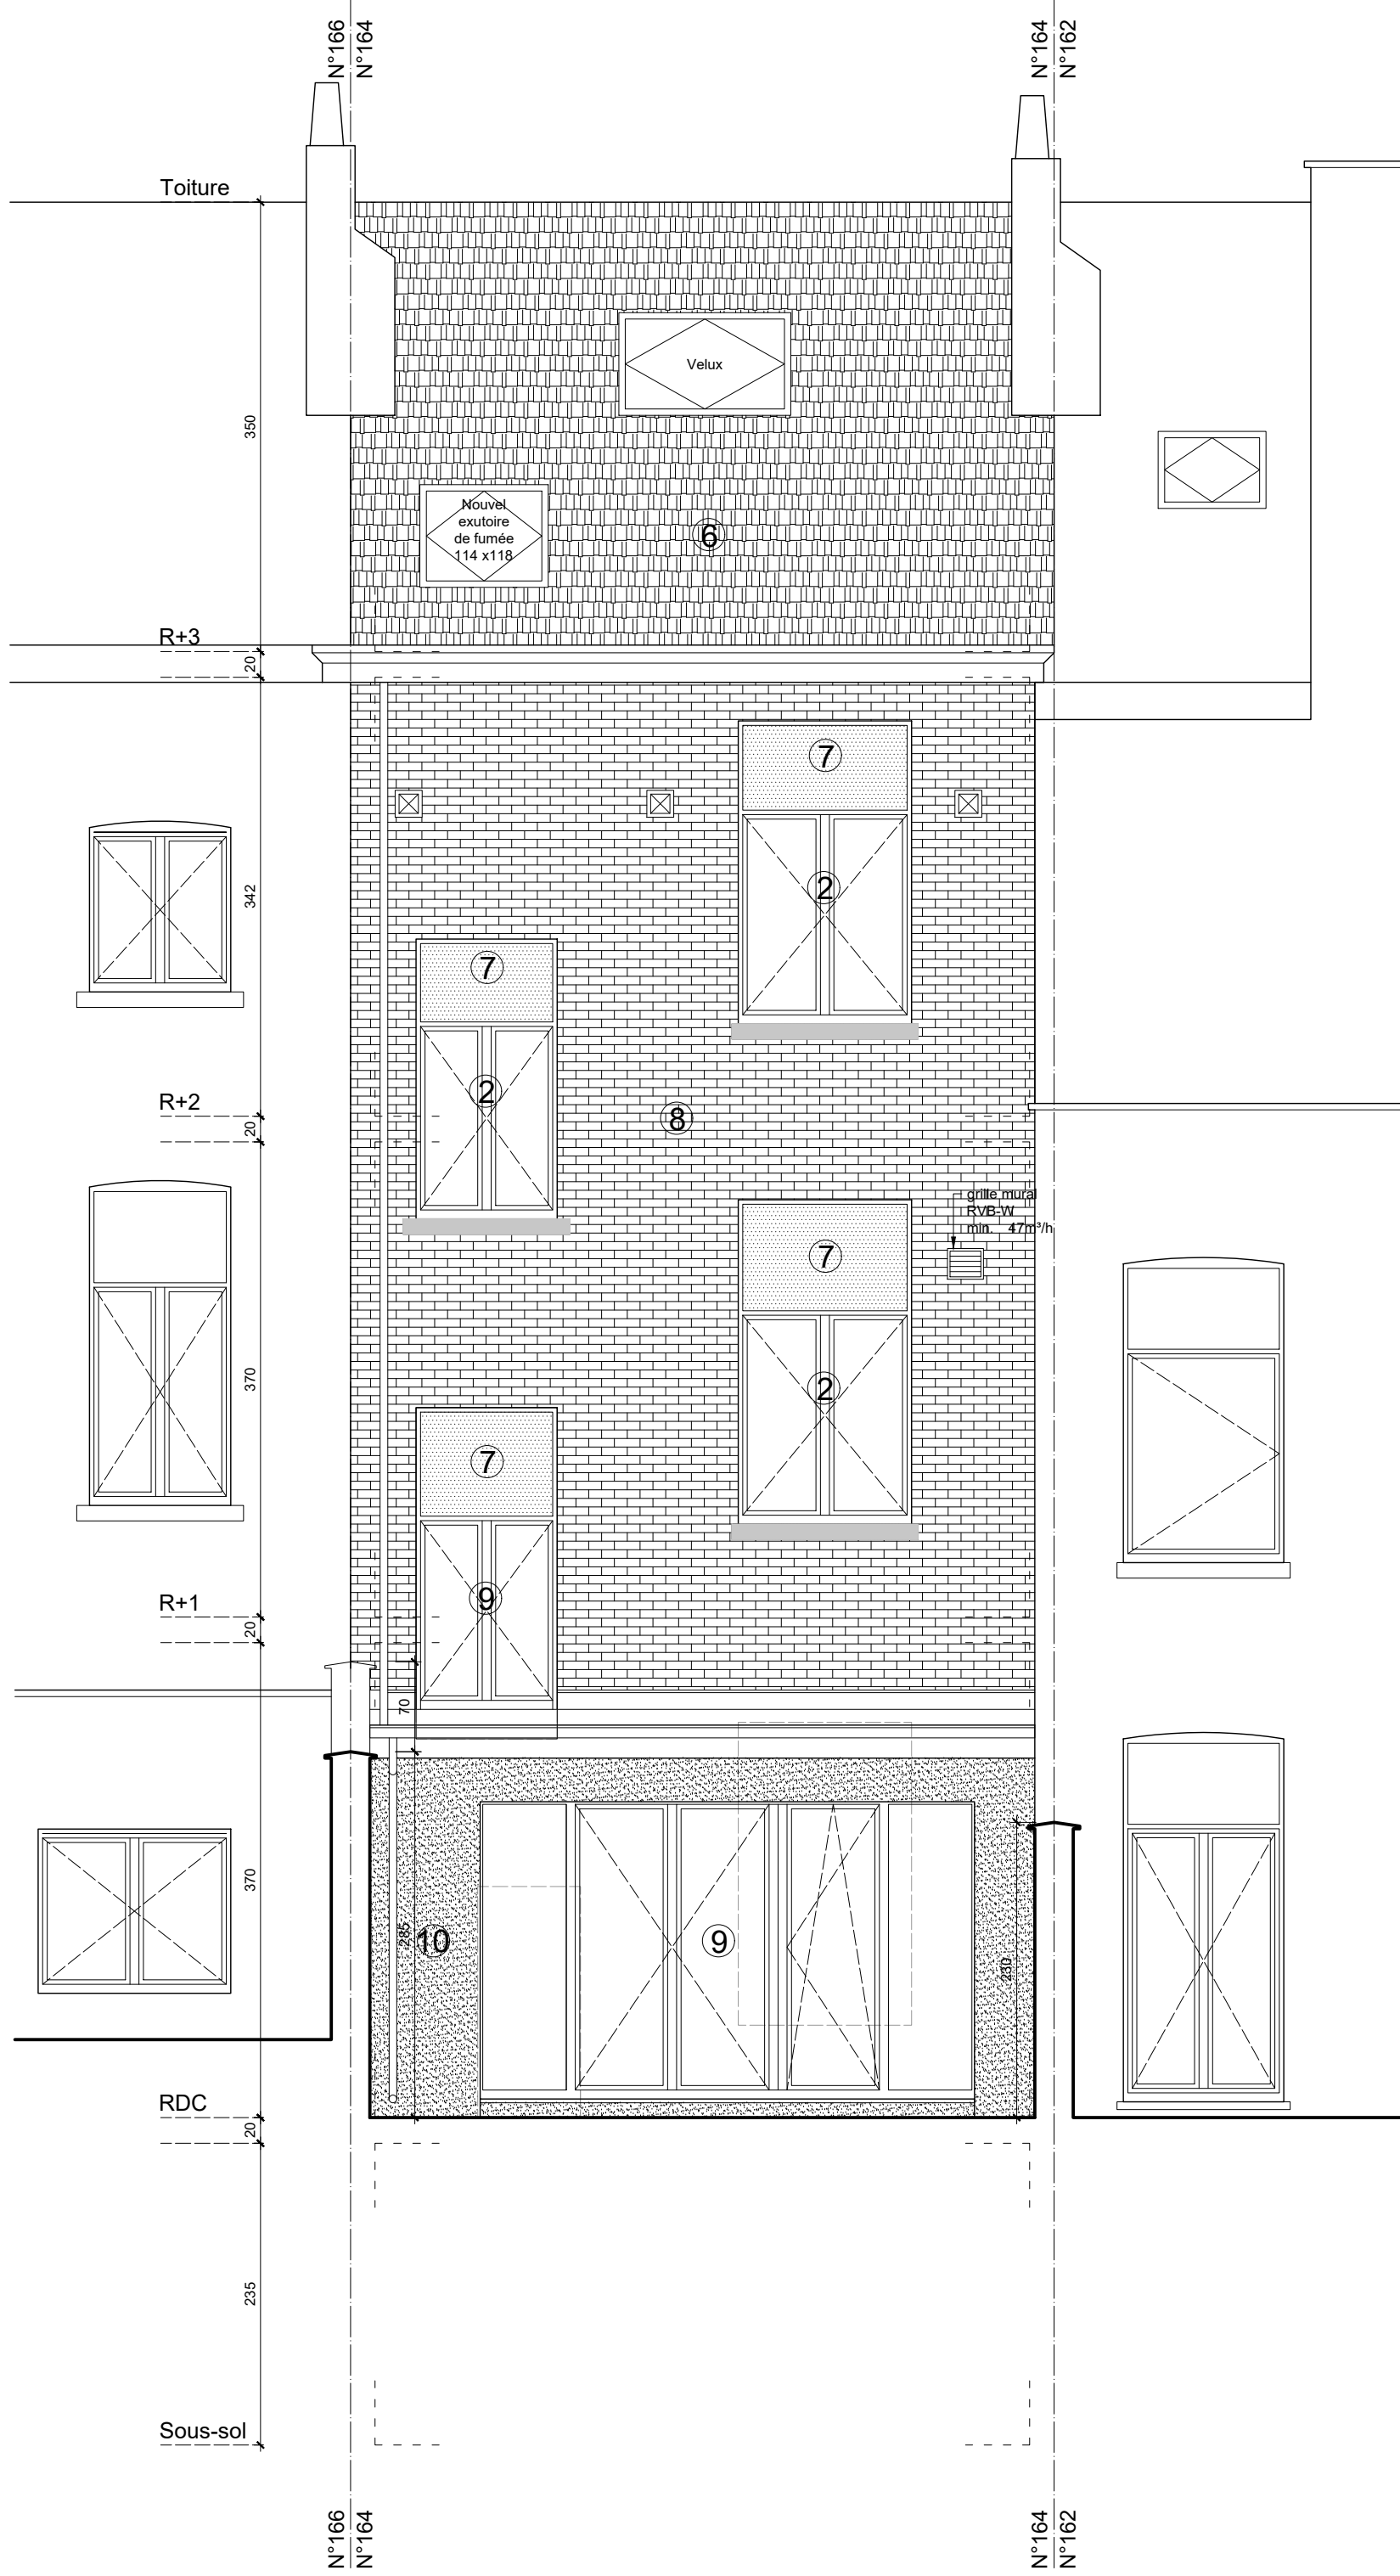 N°166
N°164
N°164
N°162
Toiture
350
Velux
Nouvel
exutoire
de fumée
114 x118
6
R+3
20
7
342
2
7
2
R+2
20
8
grille mural
RVB-W
min. 47m³/h
7
370
2
7
9
R+1
20
70
370
285
10
9
230
RDC
20
235
Sous-sol
N°166
N°164
N°164
N°162